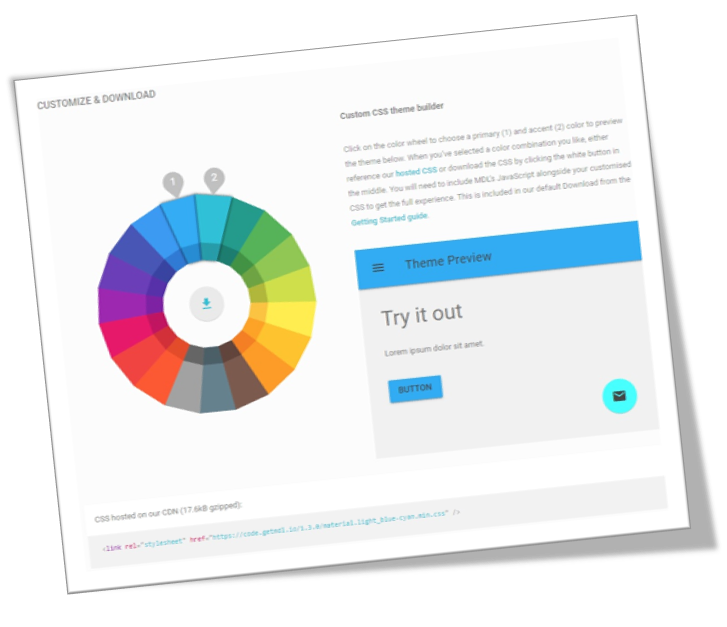 CUSTOMIZE & DOWNLOAD
1
2
Custom CSS theme builder
Click on the color wheel to choose a primary (1) and accent (2) color to preview
the theme below. When you've selected a color combination you like, either
reference our hosted CSS or download the CSS by clicking the white button in
the middle. You will need to include MDL's JavaScript alongside your customised
CSS to get the full experience. This is included in our default Download from the
Getting Started guide.
Theme Preview
Try it out
Lorem ipsum dolor sit amet.
BUTTON
CSS hosted on our CDN (17.6kB gzipped):
<link rel="stylesheet" href="https://code.getmdl.io/1.3.0/material.light_blue-cyan.min.css" />